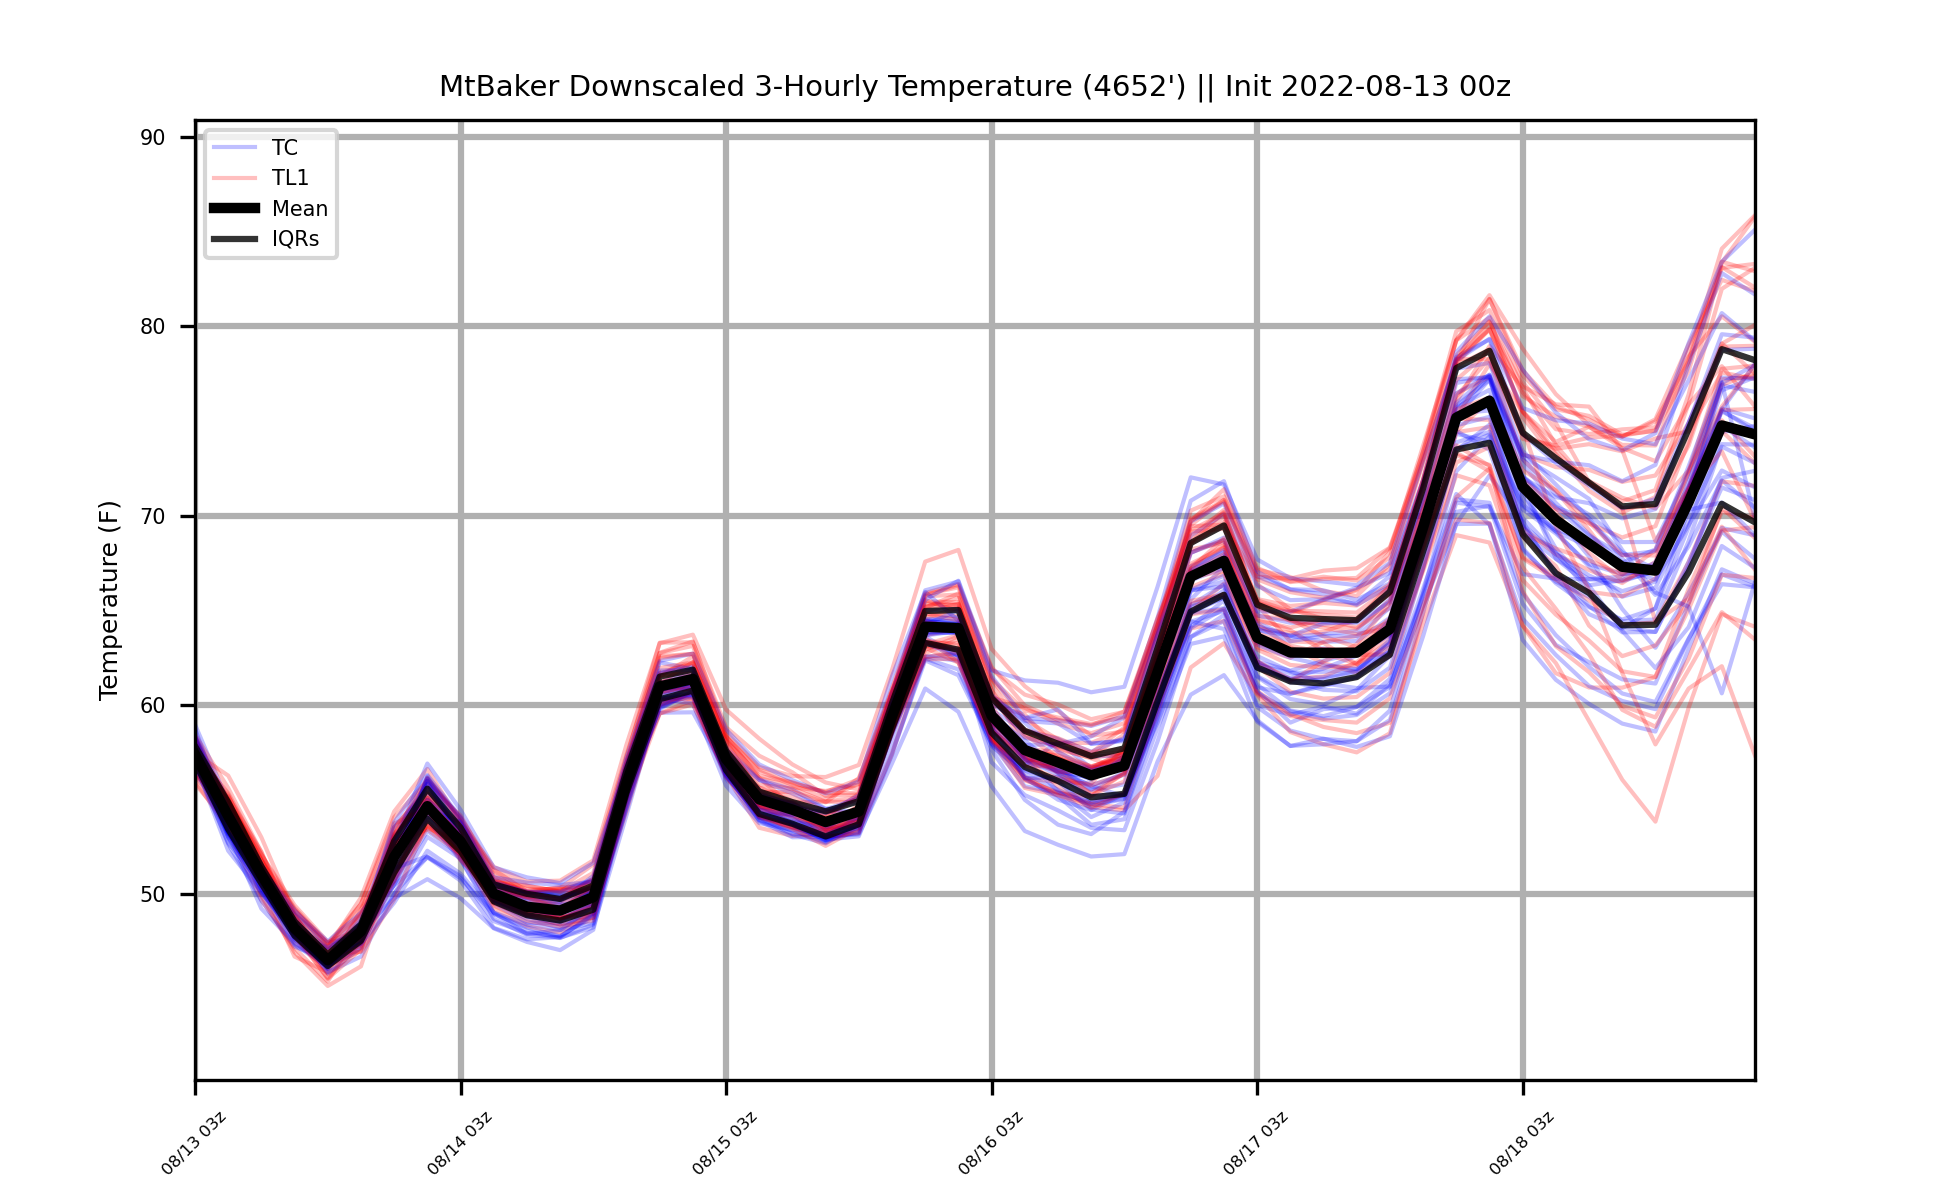 MtBaker Downscaled 3-Hourly Temperature (4652') || Init 2022-08-13 00z
TC
TL1
Mean
IQRs
Temperature (F)
90
80
70
60
50
08/13 03z
08/14 03z
08/15 03z
08/16 03z
08/17 03z
08/18 03z